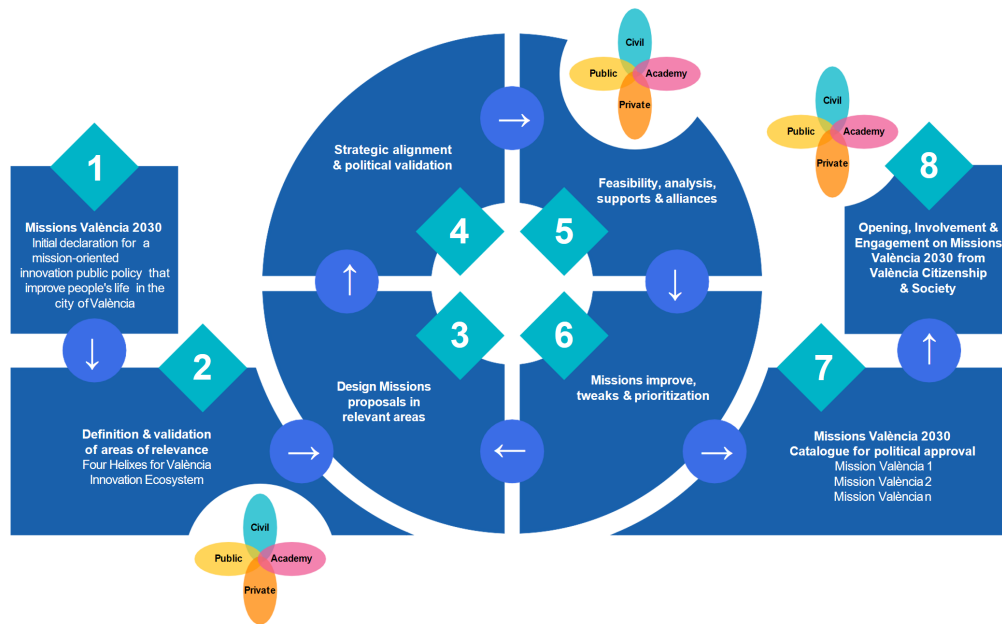 1
Missions València 2030
Initial declaration for a
mission-oriented
innovation public policy that
improve people's life in the
city of València
↓
2
Definition & validation
of areas of relevance
Four Helixes for València
Innovation Ecosystem
Civil
Public
Academy
Private
→
3
Design Missions
proposals in
relevant areas
↑
4
Strategic alignment
& political validation
→
5
Feasibility, analysis,
supports & alliances
Civil
Public
Academy
Private
↓
6
Missions improve,
tweaks & prioritization
←
→
7
Missions València 2030
Catalogue for political approval
Mission València 1
Mission València 2
Mission València n
↑
8
Opening, Involvement &
Engagement on Missions
València 2030 from
València Citizenship
& Society
Civil
Public
Academy
Private